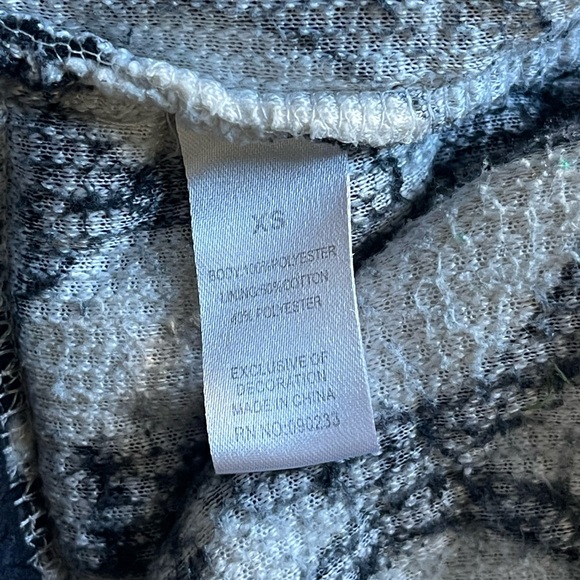 XS
BODY:100%POLYESTER
LINING:60%COTTON
40% POLYESTER
EXCLUSIVE OF
DECORATION
MADE IN CHINA
RN NO:090233